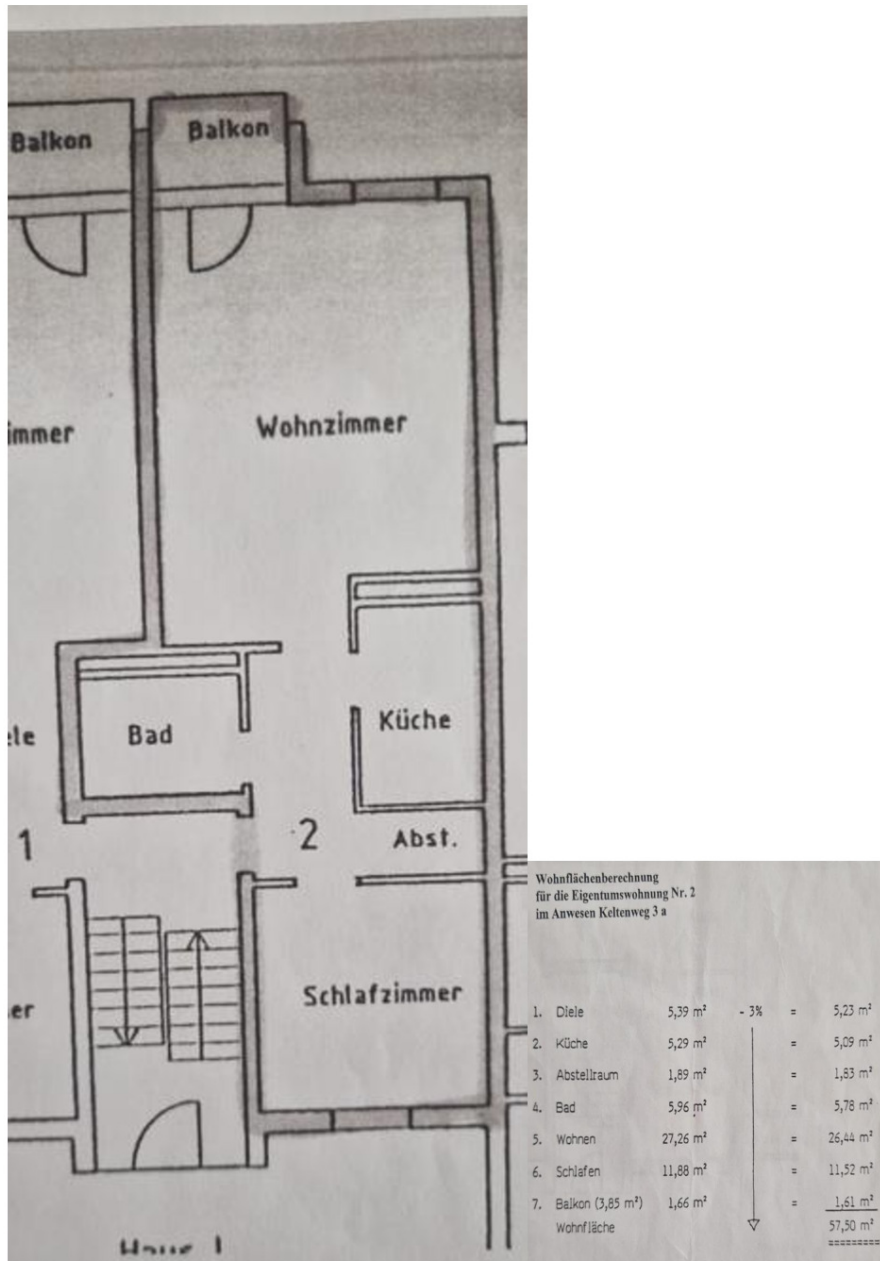 Balkon
Balkon
immer
Wohnzimmer
Küche
Bad
1
2
Abst.
Schlafzimmer
Wohnflächenberechnung
für die Eigentumswohnung Nr. 2
im Anwesen Keltenweg 3 a
1. Diele 5,39 m² - 3% = 5,23 m²
2. Küche 5,29 m² = 5,09 m²
3. Abstellraum 1,89 m² = 1,83 m²
4. Bad 5,96 m² = 5,78 m²
5. Wohnen 27,26 m² = 26,44 m²
6. Schlafen 11,88 m² = 11,52 m²
7. Balkon (3,85 m²) 1,66 m² = 1,61 m²
Wohnfläche 57,50 m²